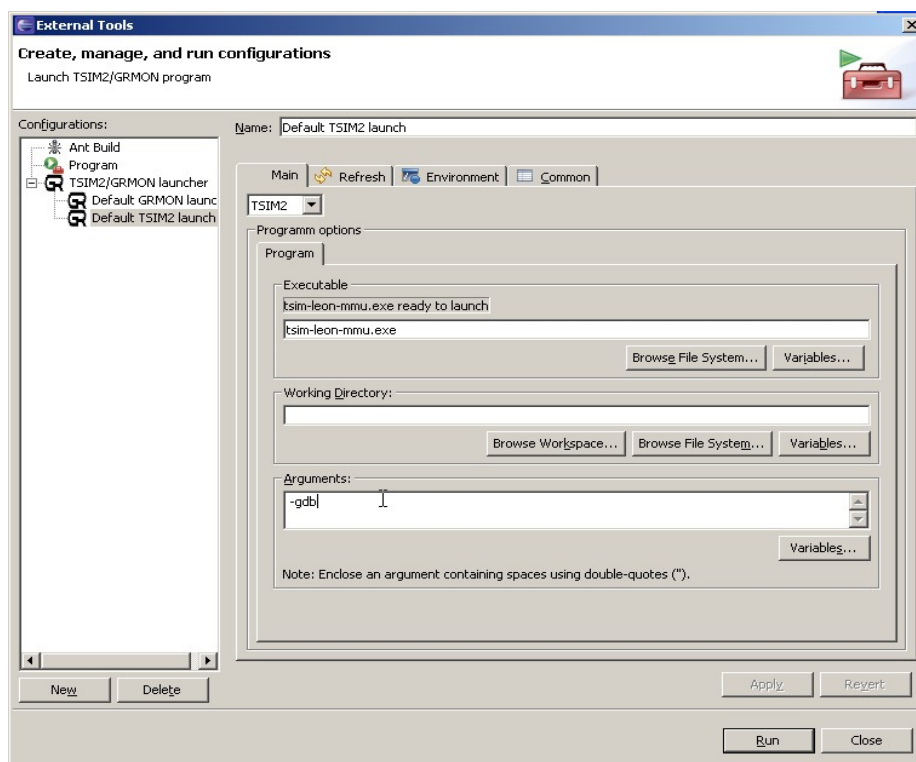 External Tools
Create, manage, and run configurations
Launch TSIM2/GRMON program
Configurations:
Ant Build
Program
TSIM2/GRMON launcher
Default GRMON launc
Default TSIM2 launch
New
Delete
Name: Default TSIM2 launch
Main Refresh Environment Common
TSIM2
Programm options
Program
Executable
tsim-leon-mmu.exe ready to launch
tsim-leon-mmu.exe
Browse File System... Variables...
Working Directory:
Browse Workspace... Browse File System... Variables...
Arguments:
-gdb
Variables...
Note: Enclose an argument containing spaces using double-quotes (").
Apply Revert
Run Close